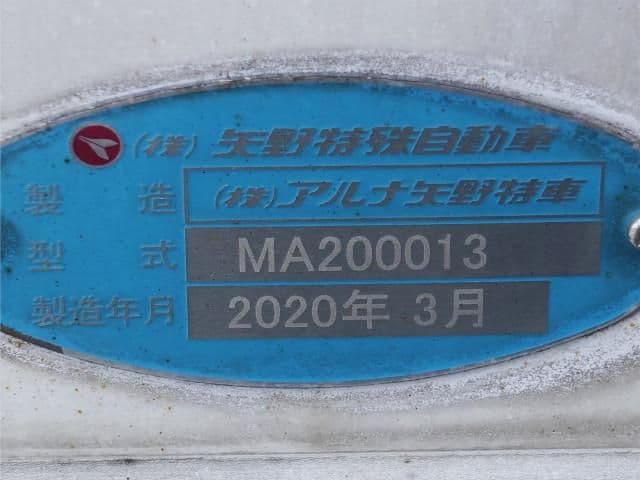 (株)矢野特殊自動車
製造 (株)アルナ矢野特車
型式 MA200013
製造年月 2020年 3月